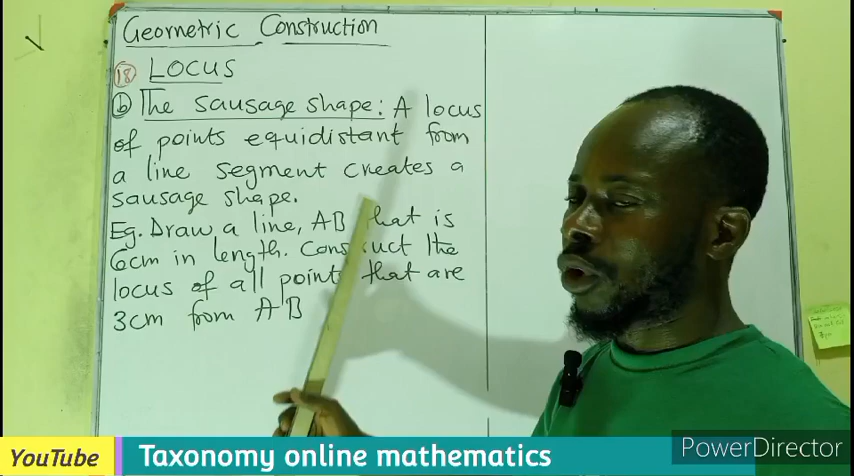 Geometric Construction
18 LOCUS
b The Sausage shape: A locus
of points equidistant from
a line segment creates a
sausage shape.
Eg. Draw a line, AB that is
6cm in length. Construct the
locus of all points that are
3cm from AB
YouTube Taxonomy online mathematics
PowerDirector